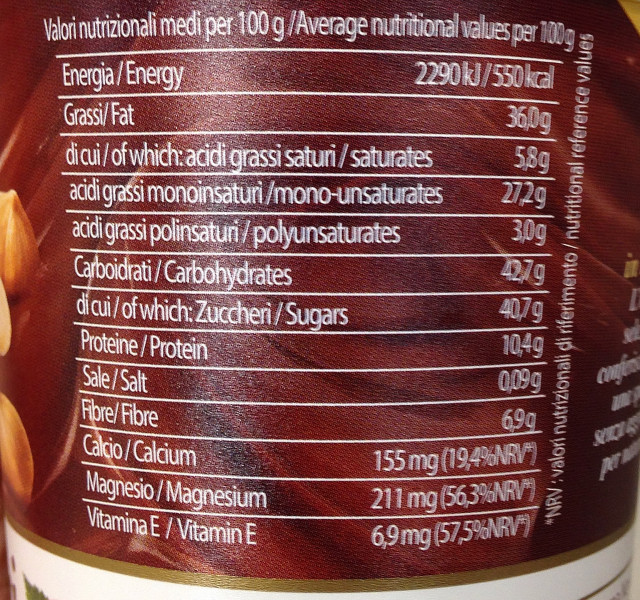 Valori nutrizionali medi per 100 g /Average nutritional values per 100g
Energia / Energy 2290 kJ / 550 kcal
Grassi/ Fat 36,0g
di cui / of which: acidi grassi saturi / saturates 5,8g
acidi grassi monoinsaturi /mono-unsaturates 27,2g
acidi grassi polinsaturi / polyunsaturates 3,0g
Carboidrati / Carbohydrates 42,7g
di cui / of which: Zuccheri / Sugars 40,7g
Proteine / Protein 10,4g
Sale / Salt 0,09g
Fibre/ Fibre 6,9g
Calcio / Calcium 155 mg (19,4%NRV*)
Magnesio / Magnesium 211 mg (56,3%NRV*)
Vitamina E / Vitamin E 6,9 mg (57,5%NRV*)
*NRV : valori nutrizionali di riferimento / nutritional reference values